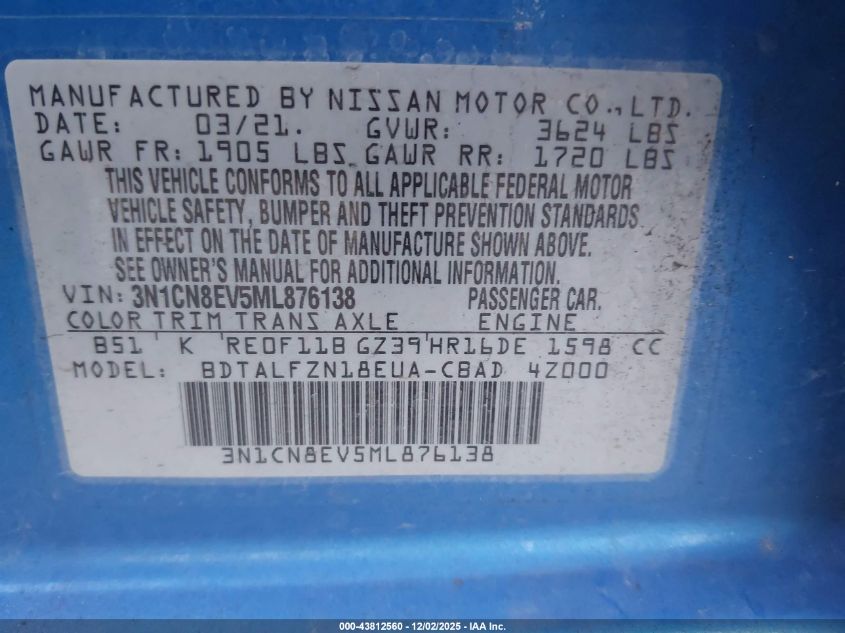 MANUFACTURED BY NISSAN MOTOR CO., LTD.
DATE: 03/21. GVWR: 3624 LBS
GAWR FR: 1905 LBS. GAWR RR: 1720 LBS
THIS VEHICLE CONFORMS TO ALL APPLICABLE FEDERAL MOTOR
VEHICLE SAFETY, BUMPER AND THEFT PREVENTION STANDARDS
IN EFFECT ON THE DATE OF MANUFACTURE SHOWN ABOVE.
SEE OWNER'S MANUAL FOR ADDITIONAL INFORMATION.
VIN: 3N1CN8EV5ML876138 PASSENGER CAR.
COLOR TRIM TRANS AXLE ENGINE
B51 K RE0F11B GZ39 HR16DE 1598 CC
MODEL: BDTALFZN18EUA-CBAD 4Z000
3N1CN8EV5ML876138
000-43812560 - 12/02/2025 - IAA Inc.